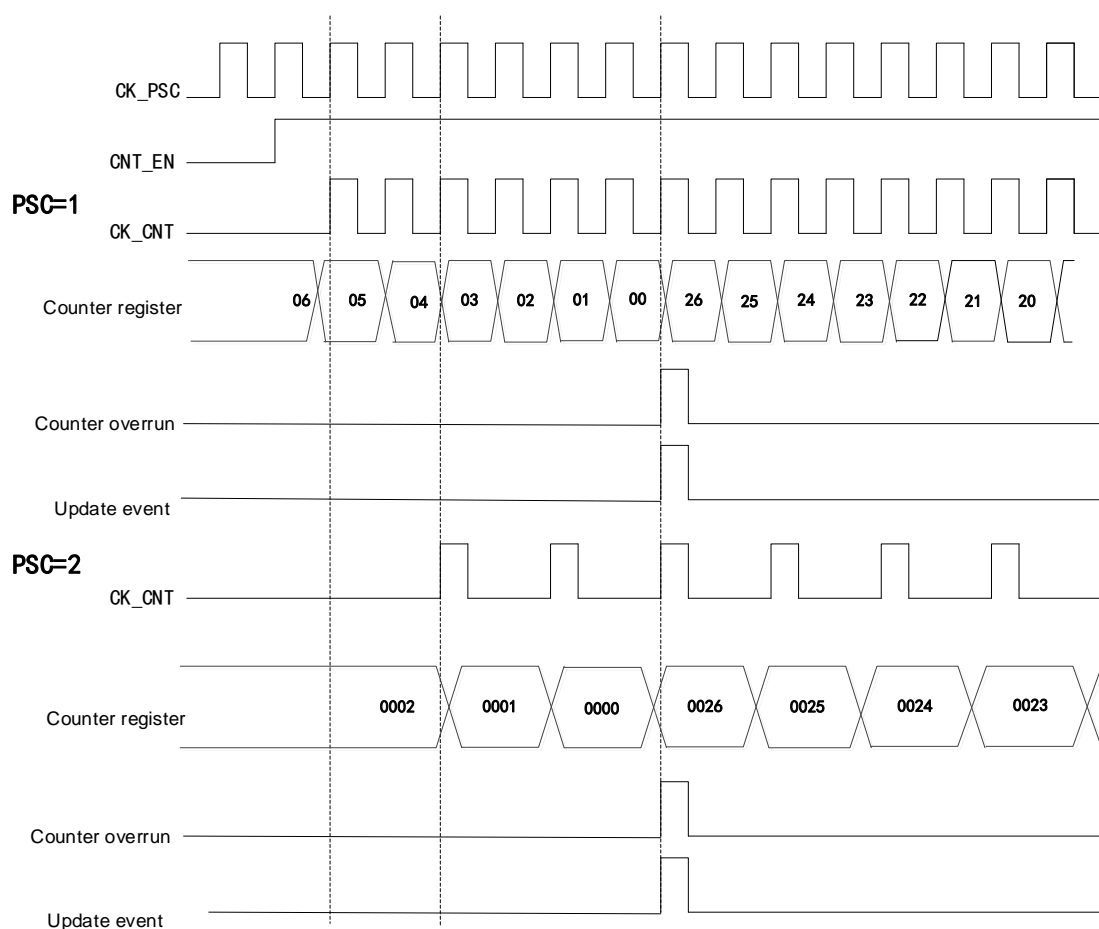 CK_PSC
CNT_EN
PSC=1
CK_CNT
Counter register 06 05 04 03 02 01 00 26 25 24 23 22 21 20
Counter overrun
Update event
PSC=2
CK_CNT
Counter register 0002 0001 0000 0026 0025 0024 0023
Counter overrun
Update event